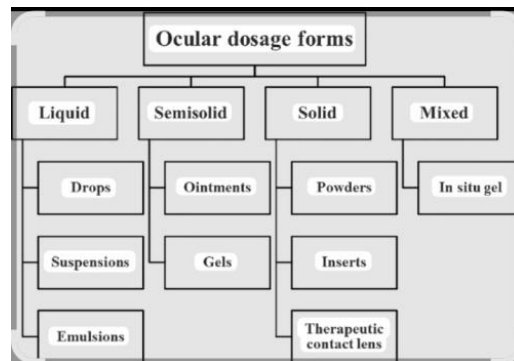 Ocular dosage forms
Liquid
Semisolid
Solid
Mixed
Drops
Ointments
Powders
In situ gel
Suspensions
Gels
Inserts
Emulsions
Therapeutic
contact lens